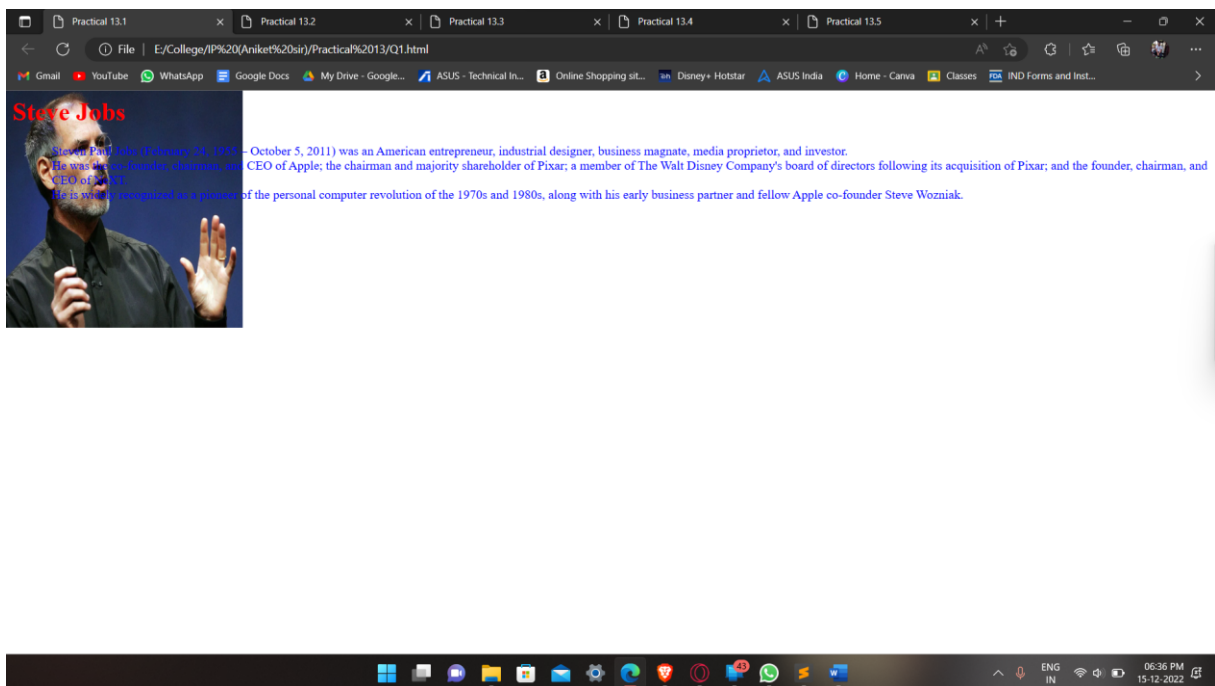 Practical 13.1
Practical 13.2
Practical 13.3
Practical 13.4
Practical 13.5
File | E:/College/IP%20(Aniket%20sir)/Practical%2013/Q1.html
Gmail YouTube WhatsApp Google Docs My Drive - Google... ASUS - Technical In... Online Shopping sit... Disney+ Hotstar ASUS India Home - Canva Classes IND Forms and Inst...
Steve Jobs
Steven Paul Jobs (February 24, 1955 – October 5, 2011) was an American entrepreneur, industrial designer, business magnate, media proprietor, and investor.
He was the co-founder, chairman, and CEO of Apple; the chairman and majority shareholder of Pixar; a member of The Walt Disney Company's board of directors following its acquisition of Pixar; and the founder, chairman, and
CEO of NeXT.
He is widely recognized as a pioneer of the personal computer revolution of the 1970s and 1980s, along with his early business partner and fellow Apple co-founder Steve Wozniak.
43
ENG
IN
06:36 PM
15-12-2022